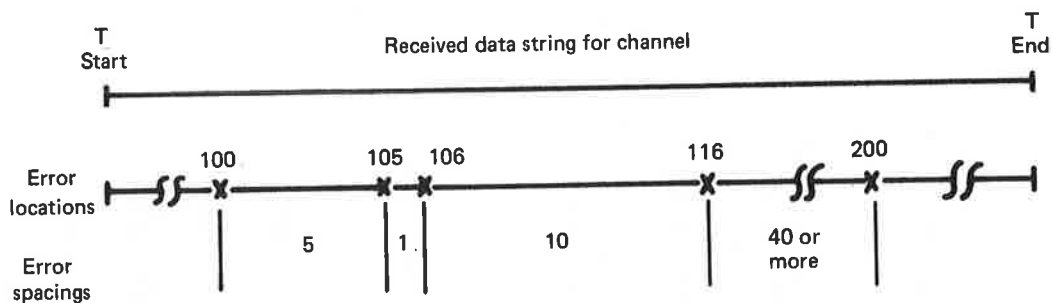 T
Start
Received data string for channel
T
End
Error
locations
100
105
106
116
200
Error
spacings
5
1
10
40 or
more